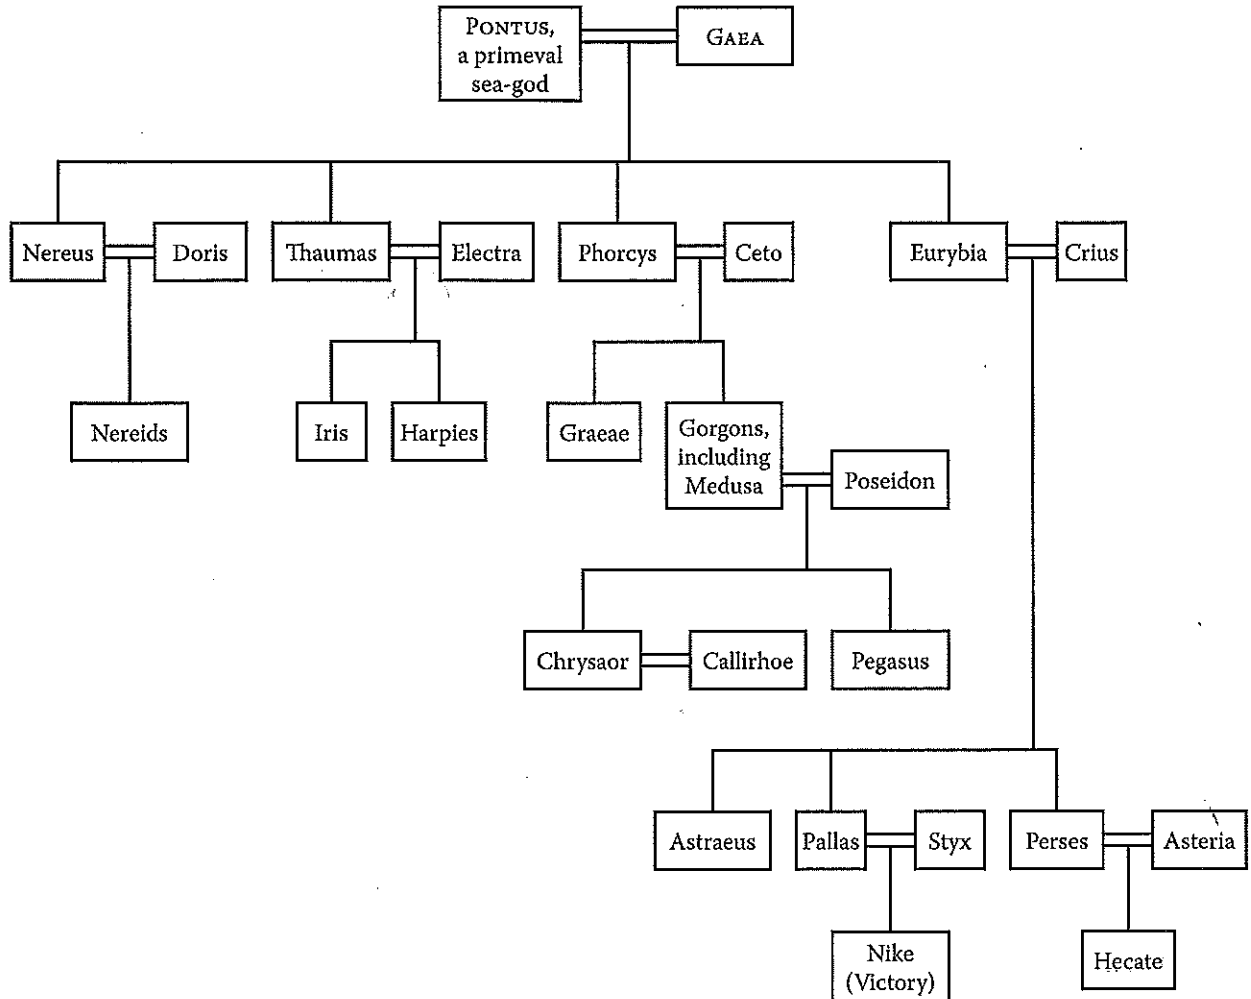 PONTUS,
a primeval
sea-god
GAEA
Nereus
Doris
Thaumas
Electra
Phorcys
Ceto
Eurybia
Crius
Nereids
Iris
Harpies
Graeae
Gorgons,
including
Medusa
Poseidon
Chrysaor
Callirhoe
Pegasus
Astraeus
Pallas
Styx
Perses
Asteria
Nike
(Victory)
Hecate